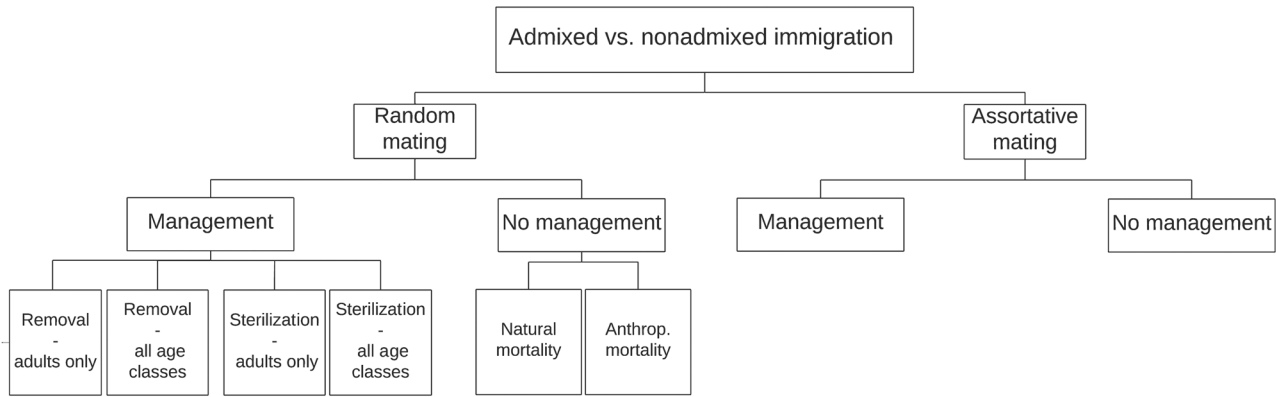 Admixed vs. nonadmixed immigration
Random
mating
Assortative
mating
Management
No management
Management
No management
Removal
-
adults only
Removal
-
all age
classes
Sterilization
-
adults only
Sterilization
-
all age
classes
Natural
mortality
Anthrop.
mortality